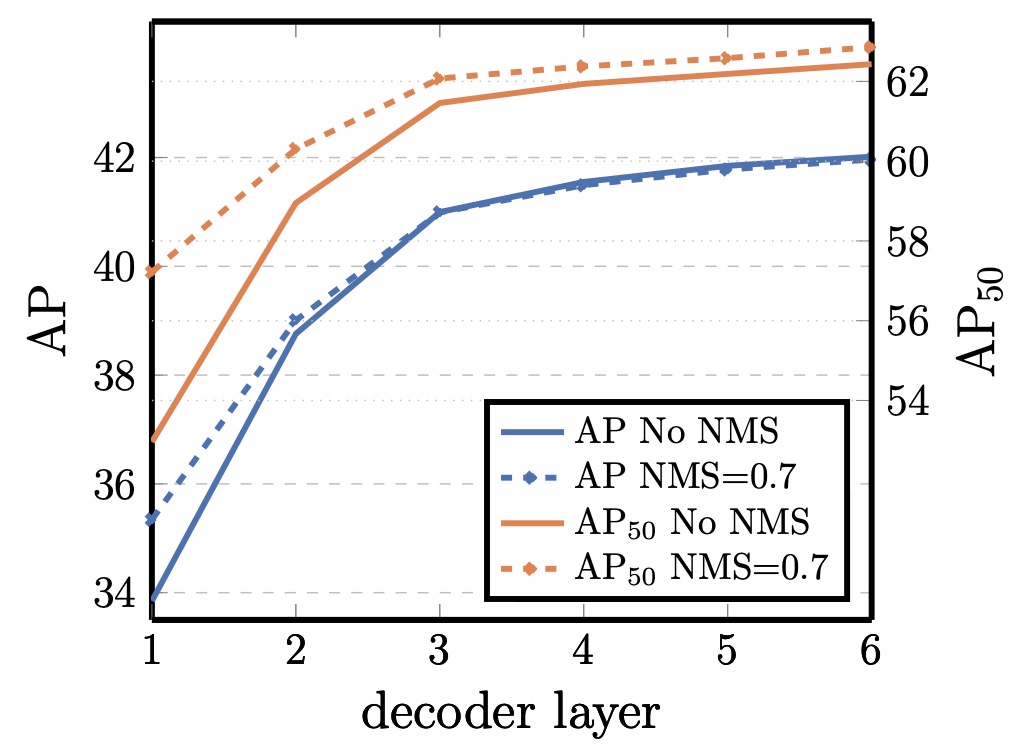 42
40
38
36
34
AP
62
60
58
56
54
AP₅₀
AP No NMS
AP NMS=0.7
AP₅₀ No NMS
AP₅₀ NMS=0.7
1 2 3 4 5 6
decoder layer